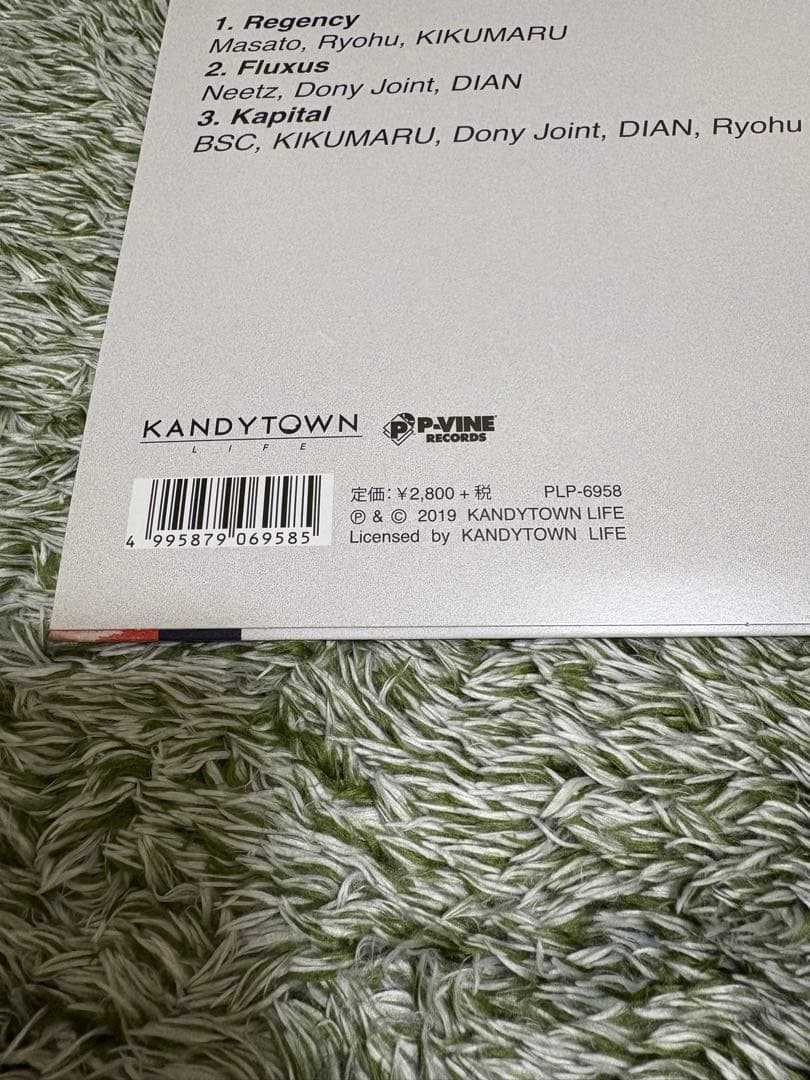 1. Regency
Masato, Ryohu, KIKUMARU
2. Fluxus
Neetz, Dony Joint, DIAN
3. Kapital
BSC, KIKUMARU, Dony Joint, DIAN, Ryohu
KANDYTOWN
LIFE
P P-VINE
RECORDS
定価:¥2,800+税 PLP-6958
℗ & © 2019 KANDYTOWN LIFE
Licensed by KANDYTOWN LIFE
4 995879 069585